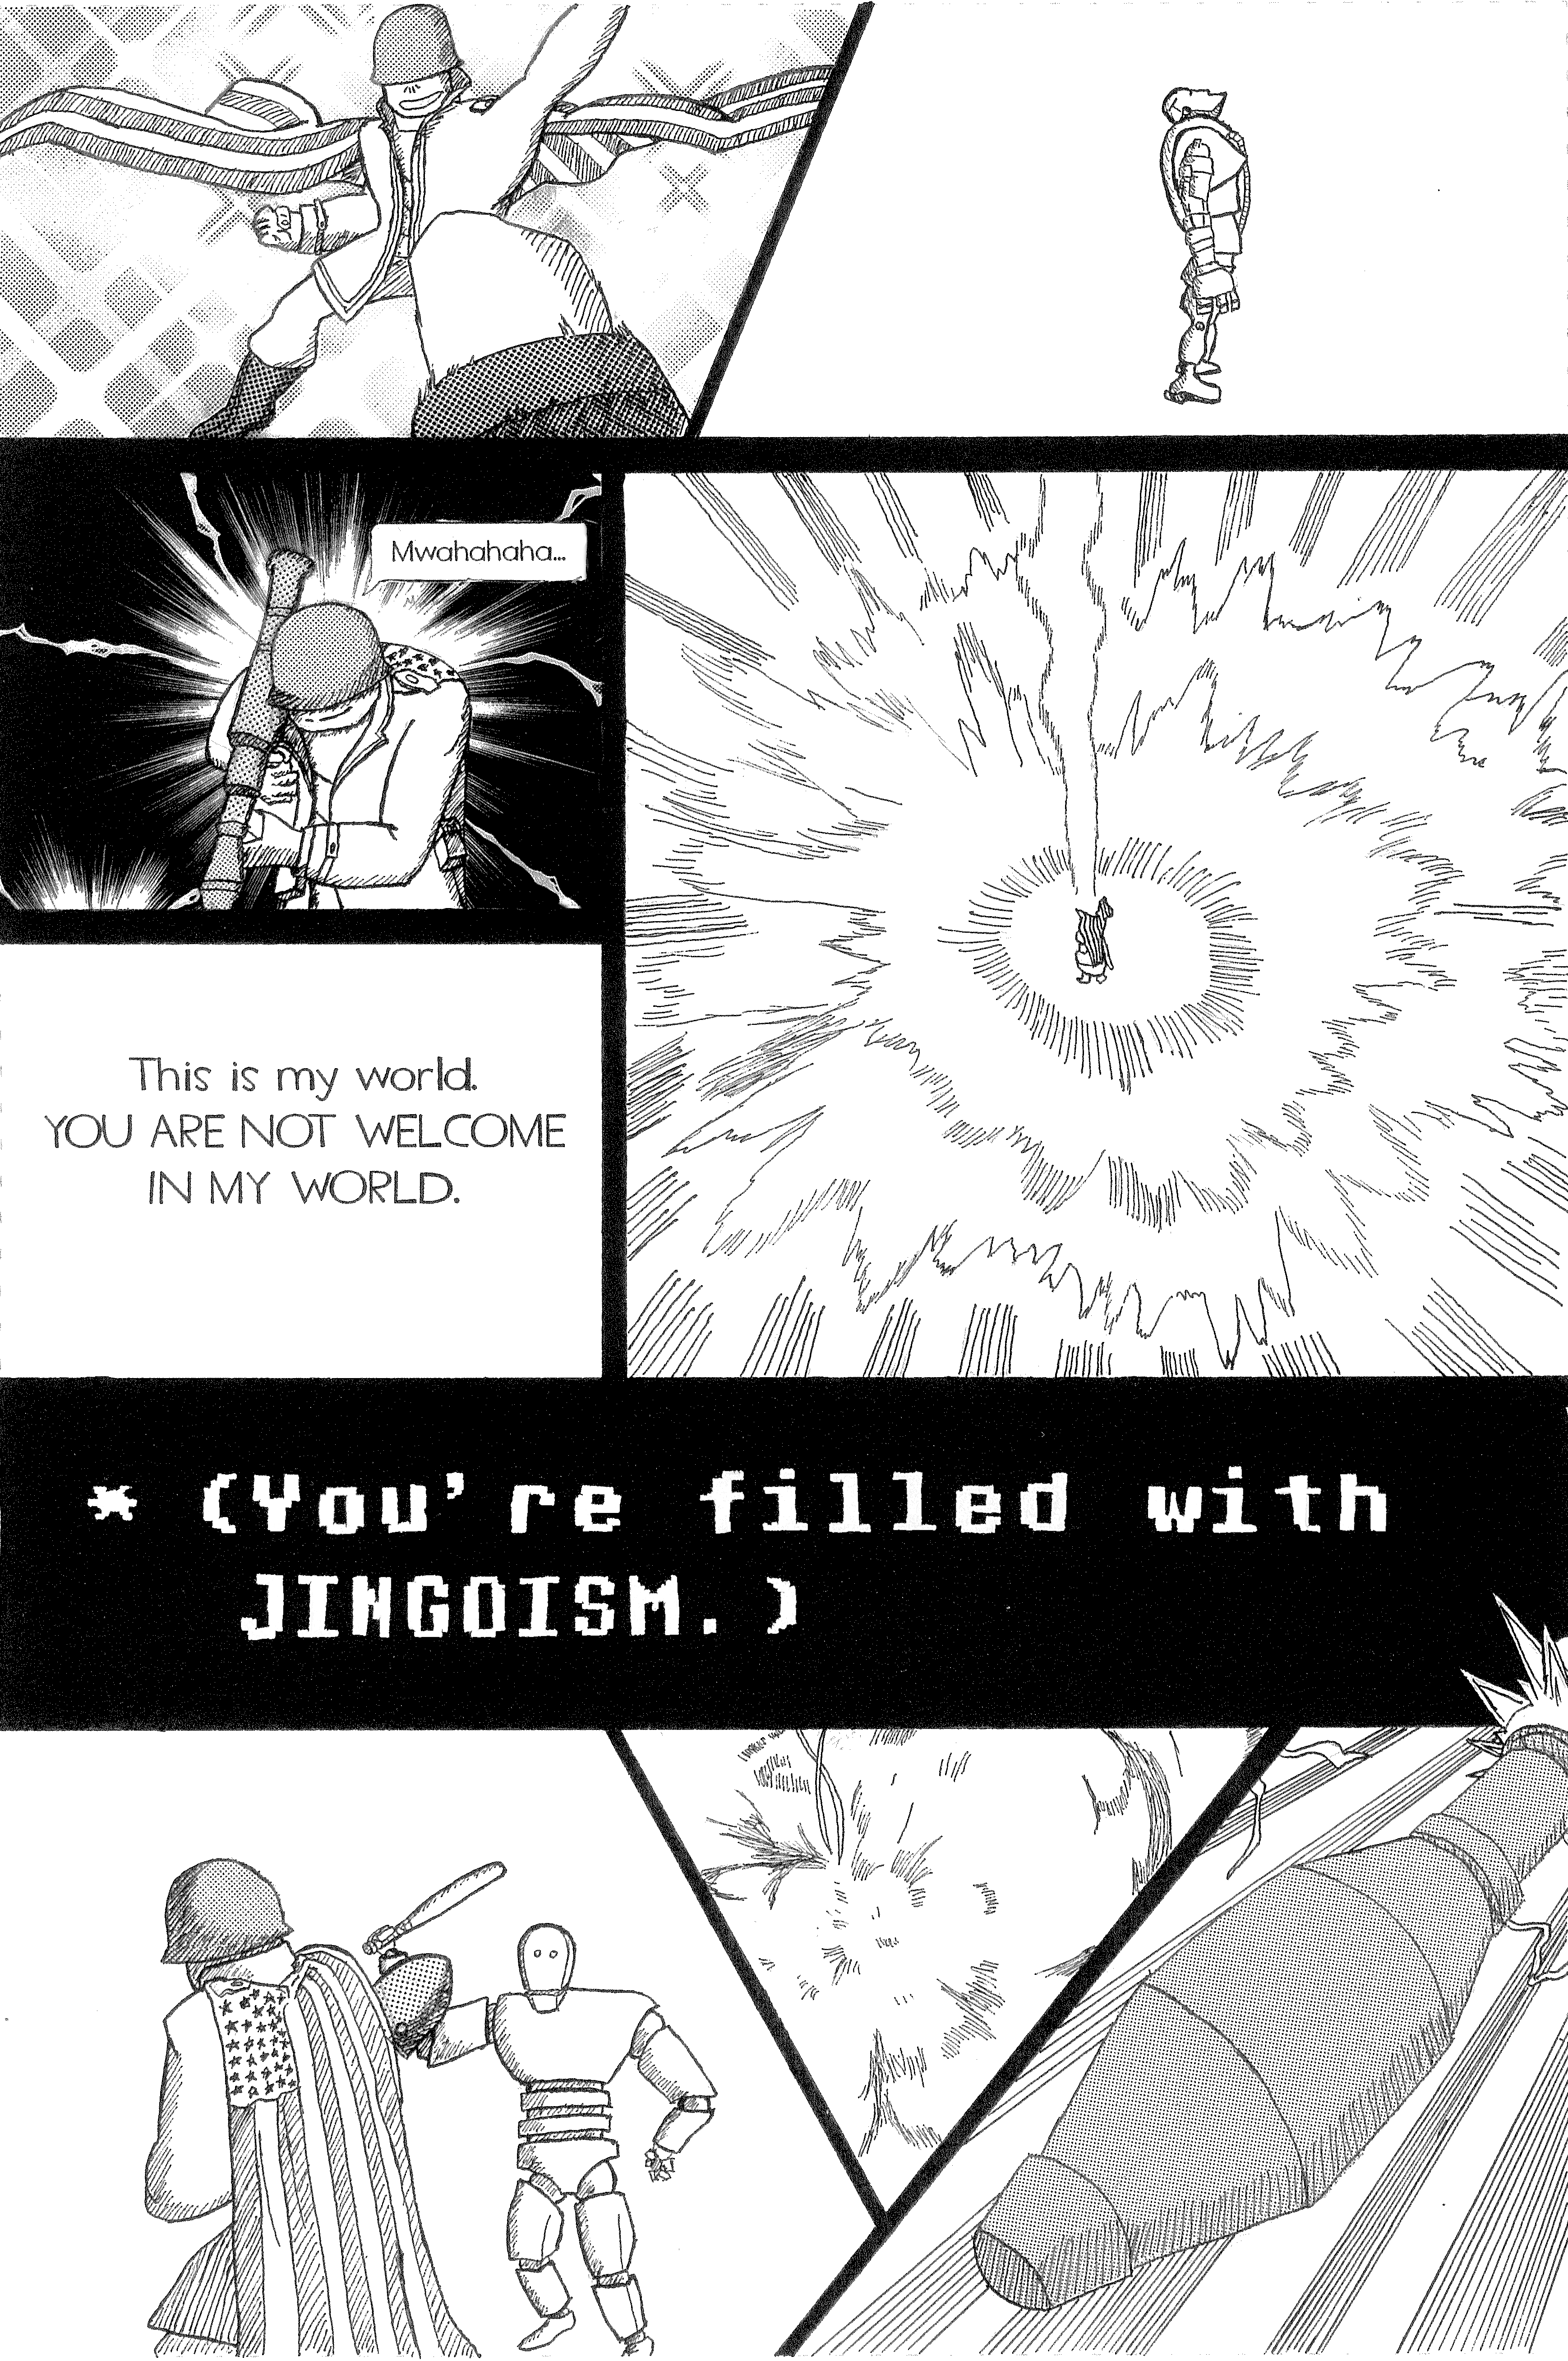 Mwahahaha...
This is my world.
YOU ARE NOT WELCOME
IN MY WORLD.
* (You're filled with
JINGOISM.)